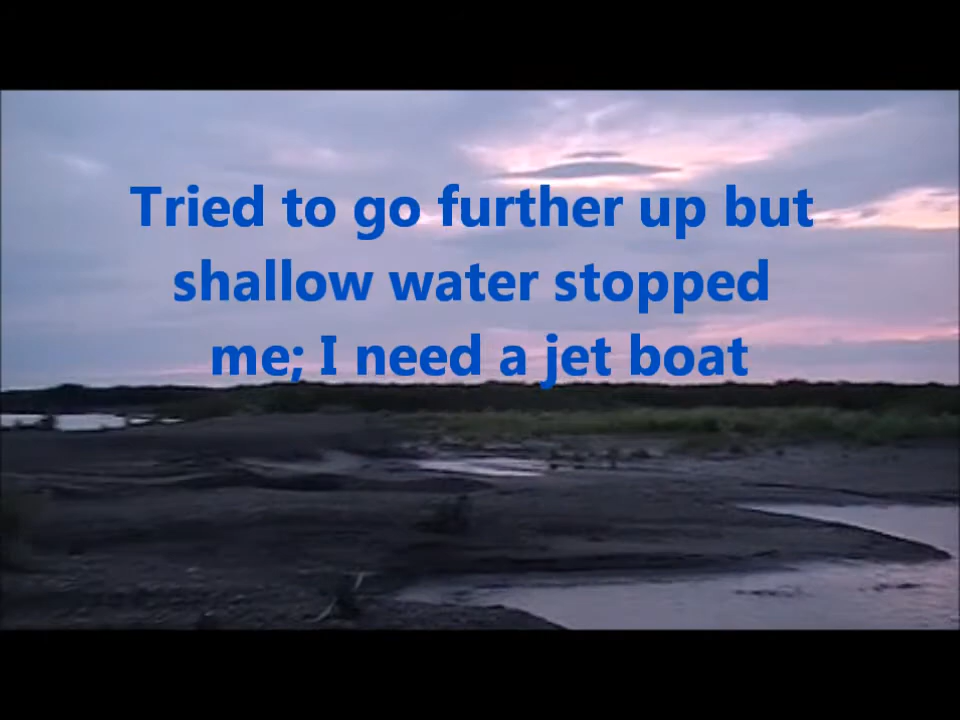 Tried to go further up but
shallow water stopped
me; I need a jet boat